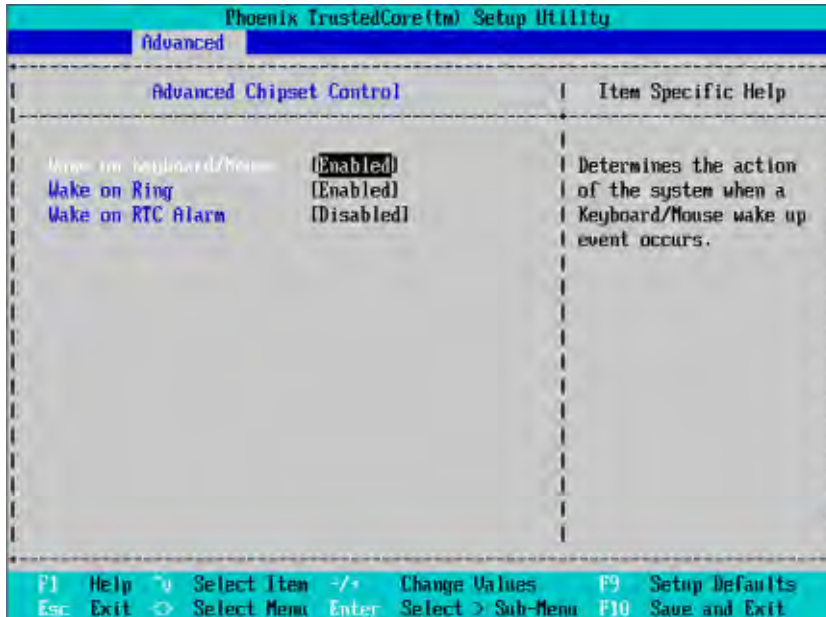 Phoenix TrustedCore(tm) Setup Utility
Advanced
Advanced Chipset Control
Item Specific Help
Wake on Keyboard/Mouse [Enabled]
Wake on Ring [Enabled]
Wake on RTC Alarm [Disabled]
Determines the action
of the system when a
Keyboard/Mouse wake up
event occurs.
F1 Help ^v Select Item -/+ Change Values F9 Setup Defaults
Esc Exit <> Select Menu Enter Select > Sub-Menu F10 Save and Exit